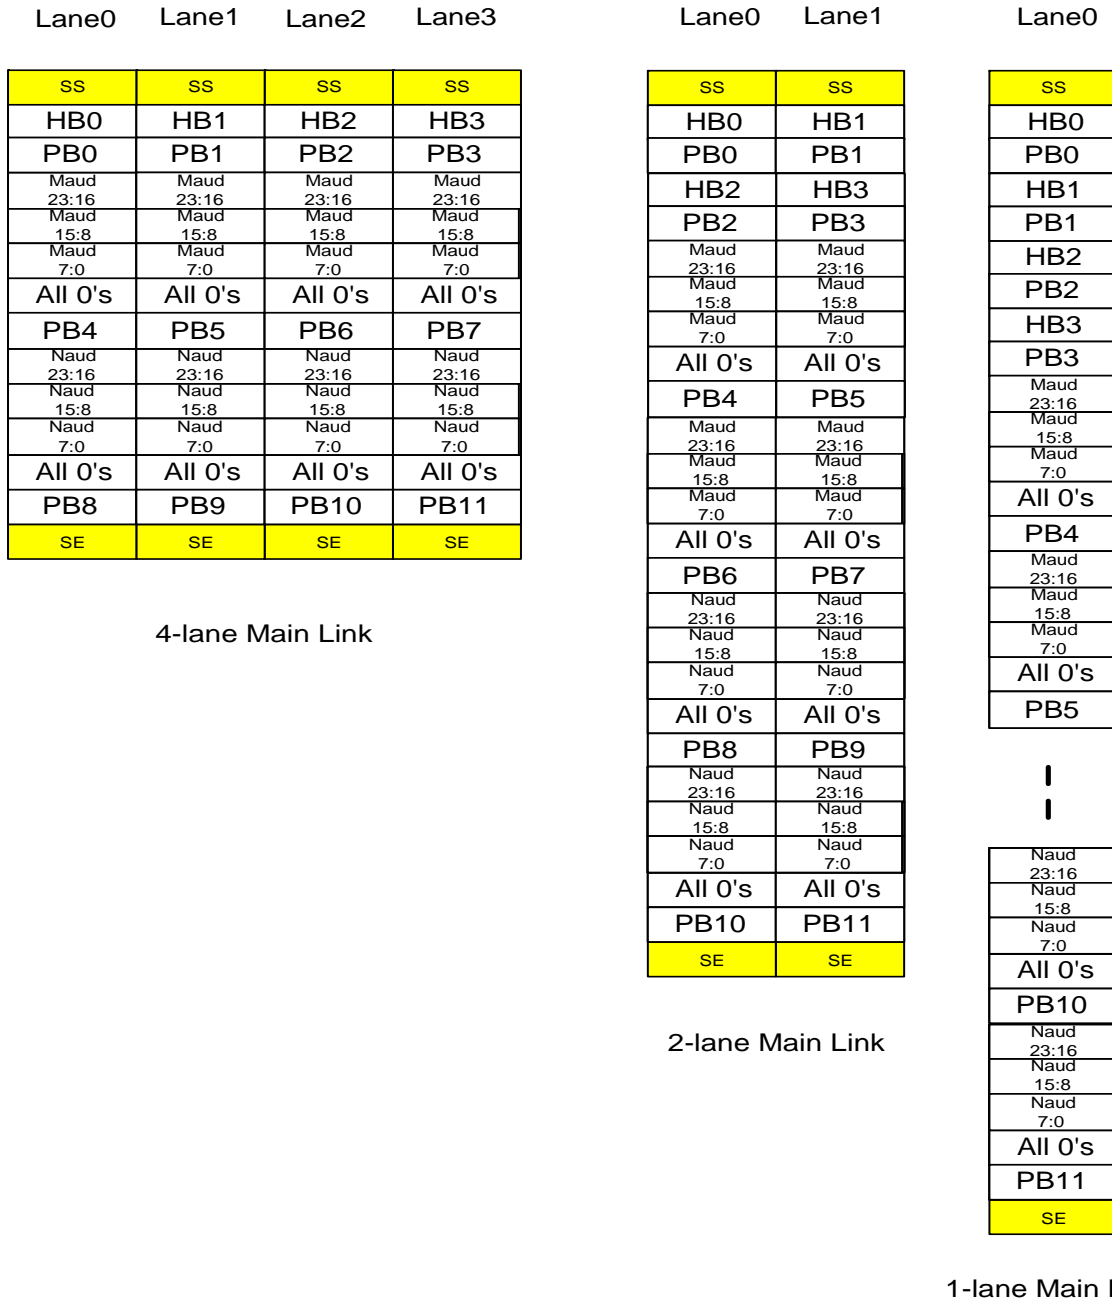 Lane0 Lane1 Lane2 Lane3
SS SS SS SS
HB0 HB1 HB2 HB3
PB0 PB1 PB2 PB3
Maud Maud Maud Maud
23:16 23:16 23:16 23:16
Maud Maud Maud Maud
15:8 15:8 15:8 15:8
Maud Maud Maud Maud
7:0 7:0 7:0 7:0
All 0's All 0's All 0's All 0's
PB4 PB5 PB6 PB7
Naud Naud Naud Naud
23:16 23:16 23:16 23:16
Naud Naud Naud Naud
15:8 15:8 15:8 15:8
Naud Naud Naud Naud
7:0 7:0 7:0 7:0
All 0's All 0's All 0's All 0's
PB8 PB9 PB10 PB11
SE SE SE SE
4-lane Main Link
Lane0 Lane1
SS SS
HB0 HB1
PB0 PB1
HB2 HB3
PB2 PB3
Maud Maud
23:16 23:16
Maud Maud
15:8 15:8
Maud Maud
7:0 7:0
All 0's All 0's
PB4 PB5
Maud Maud
23:16 23:16
Maud Maud
15:8 15:8
Maud Maud
7:0 7:0
All 0's All 0's
PB6 PB7
Naud Naud
23:16 23:16
Naud Naud
15:8 15:8
Naud Naud
7:0 7:0
All 0's All 0's
PB8 PB9
Naud Naud
23:16 23:16
Naud Naud
15:8 15:8
Naud Naud
7:0 7:0
All 0's All 0's
PB10 PB11
SE SE
2-lane Main Link
Lane0
SS
HB0
PB0
HB1
PB1
HB2
PB2
HB3
PB3
Maud
23:16
Maud
15:8
Maud
7:0
All 0's
PB4
Maud
23:16
Maud
15:8
Maud
7:0
All 0's
PB5
Naud
23:16
Naud
15:8
Naud
7:0
All 0's
PB10
Naud
23:16
Naud
15:8
Naud
7:0
All 0's
PB11
SE
1-lane Main